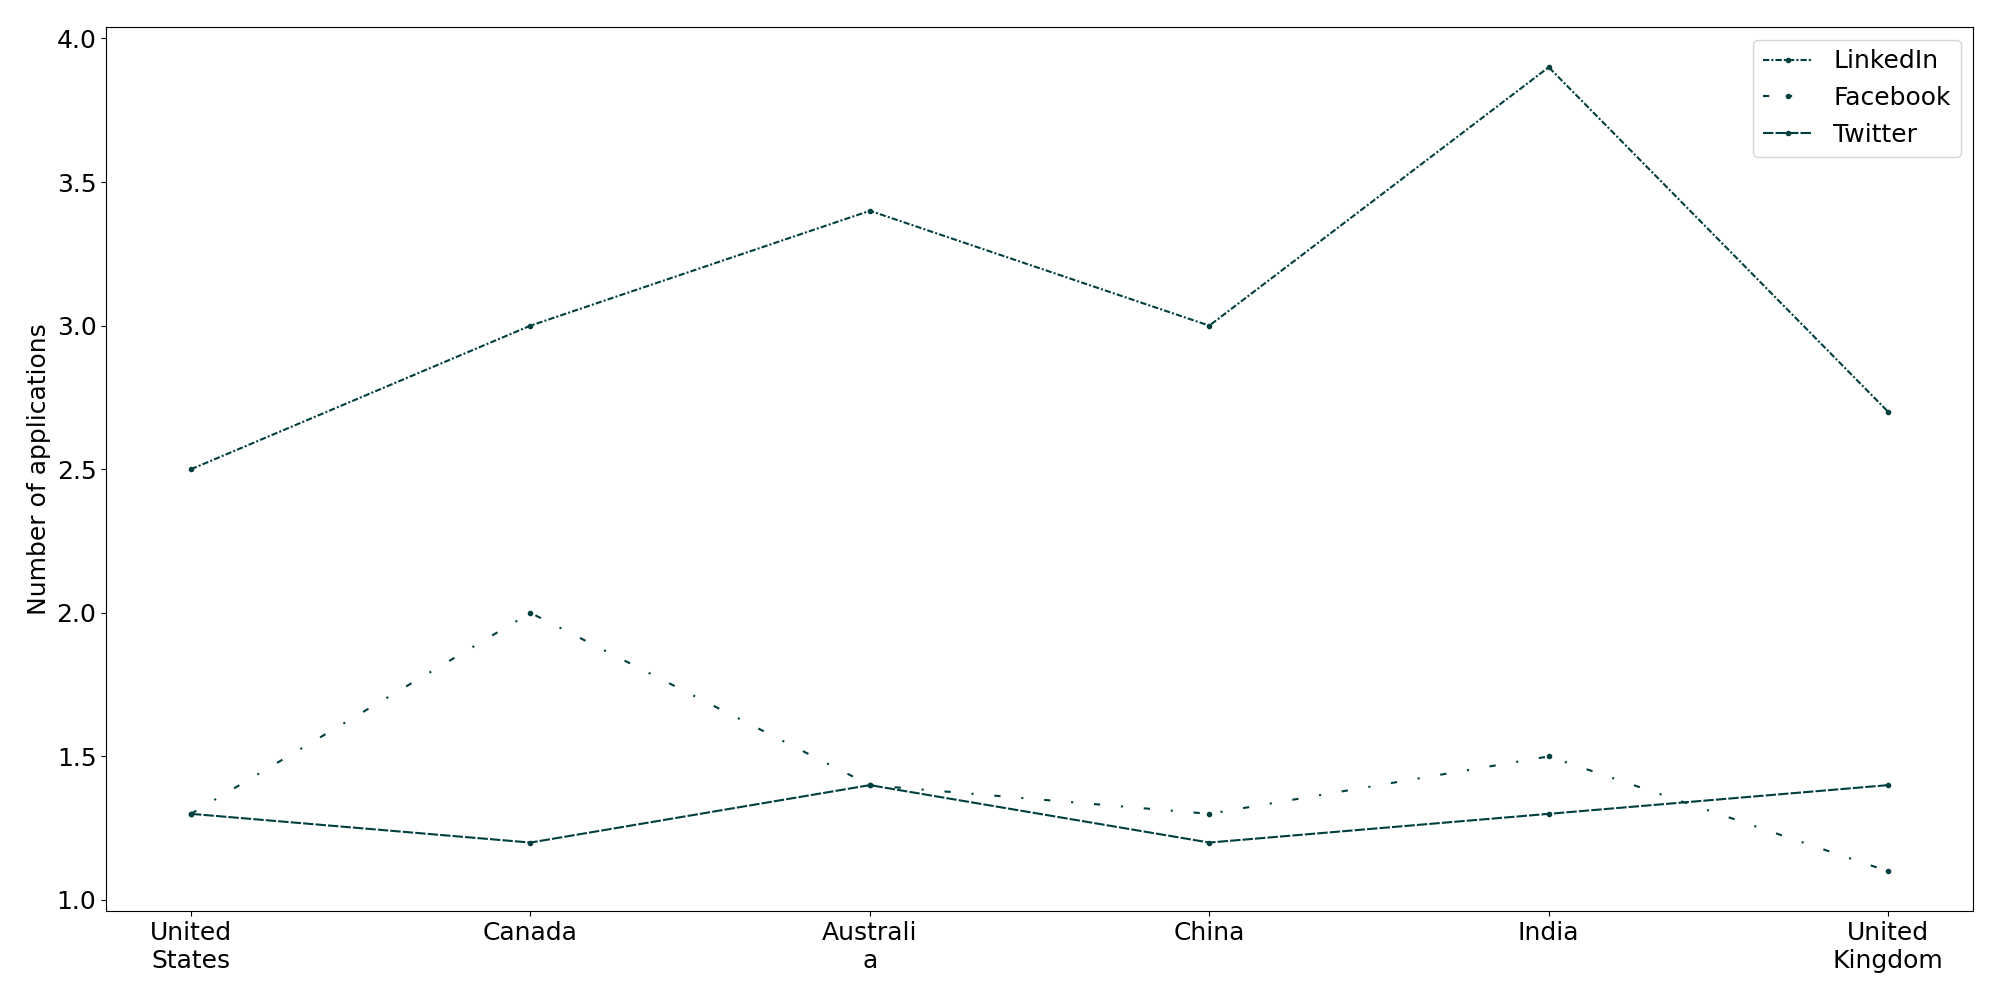 4.0
3.5
3.0
2.5
2.0
1.5
1.0
Number of applications
LinkedIn
Facebook
Twitter
United
States
Canada
Australi
a
China
India
United
Kingdom